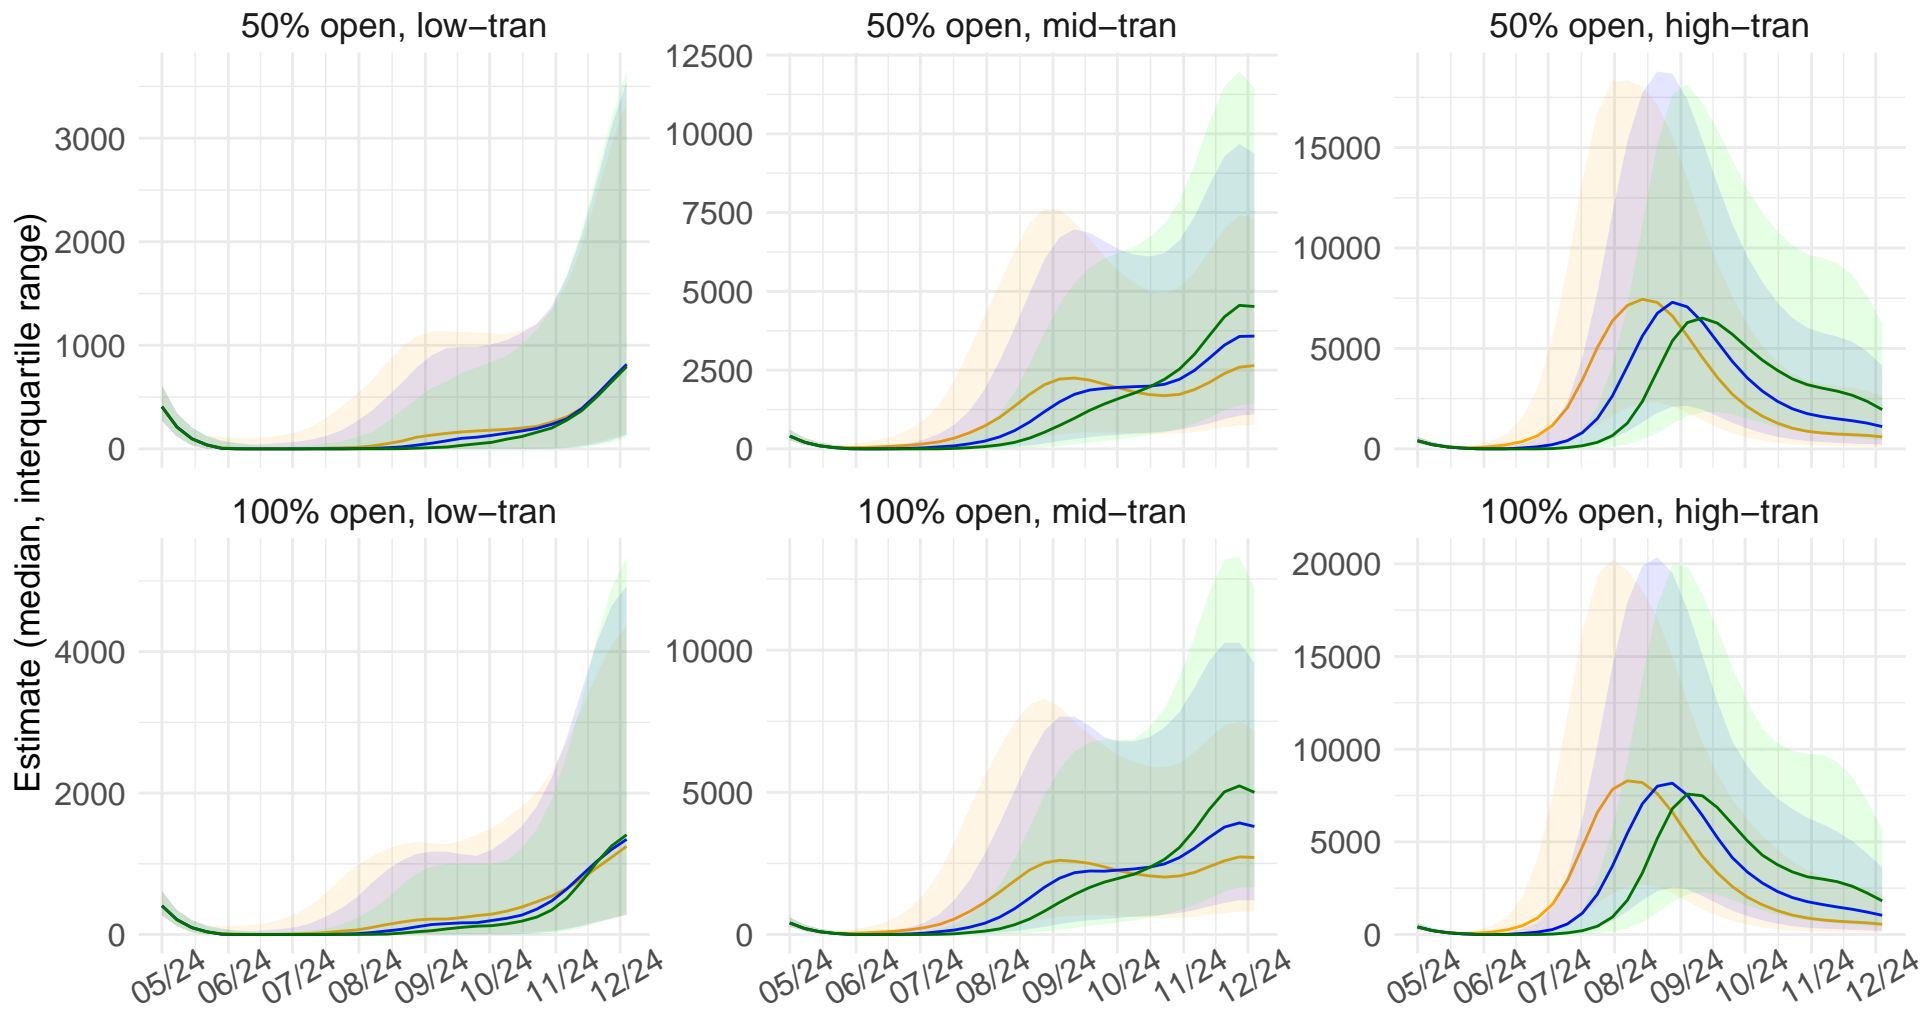 Estimate (median, interquartile range)
50% open, low−tran
3000
2000
1000
0
50% open, mid−tran
12500
10000
7500
5000
2500
0
50% open, high−tran
15000
10000
5000
0
100% open, low−tran
4000
2000
0
05/24 06/24 07/24 08/24 09/24 10/24 11/24 12/24
100% open, mid−tran
10000
5000
0
05/24 06/24 07/24 08/24 09/24 10/24 11/24 12/24
100% open, high−tran
20000
15000
10000
5000
0
05/24 06/24 07/24 08/24 09/24 10/24 11/24 12/24